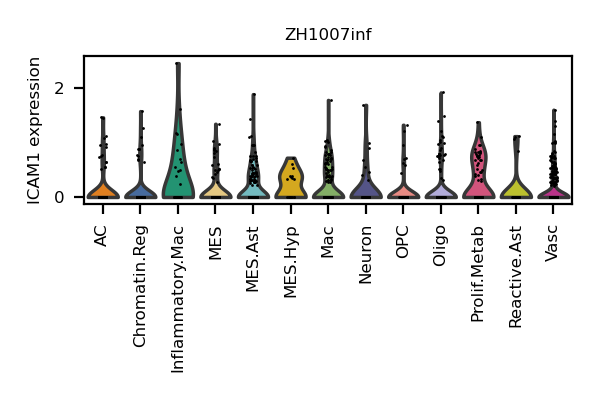 ZH1007inf
ICAM1 expression
2
0
AC
Chromatin.Reg
Inflammatory.Mac
MES
MES.Ast
MES.Hyp
Mac
Neuron
OPC
Oligo
Prolif.Metab
Reactive.Ast
Vasc